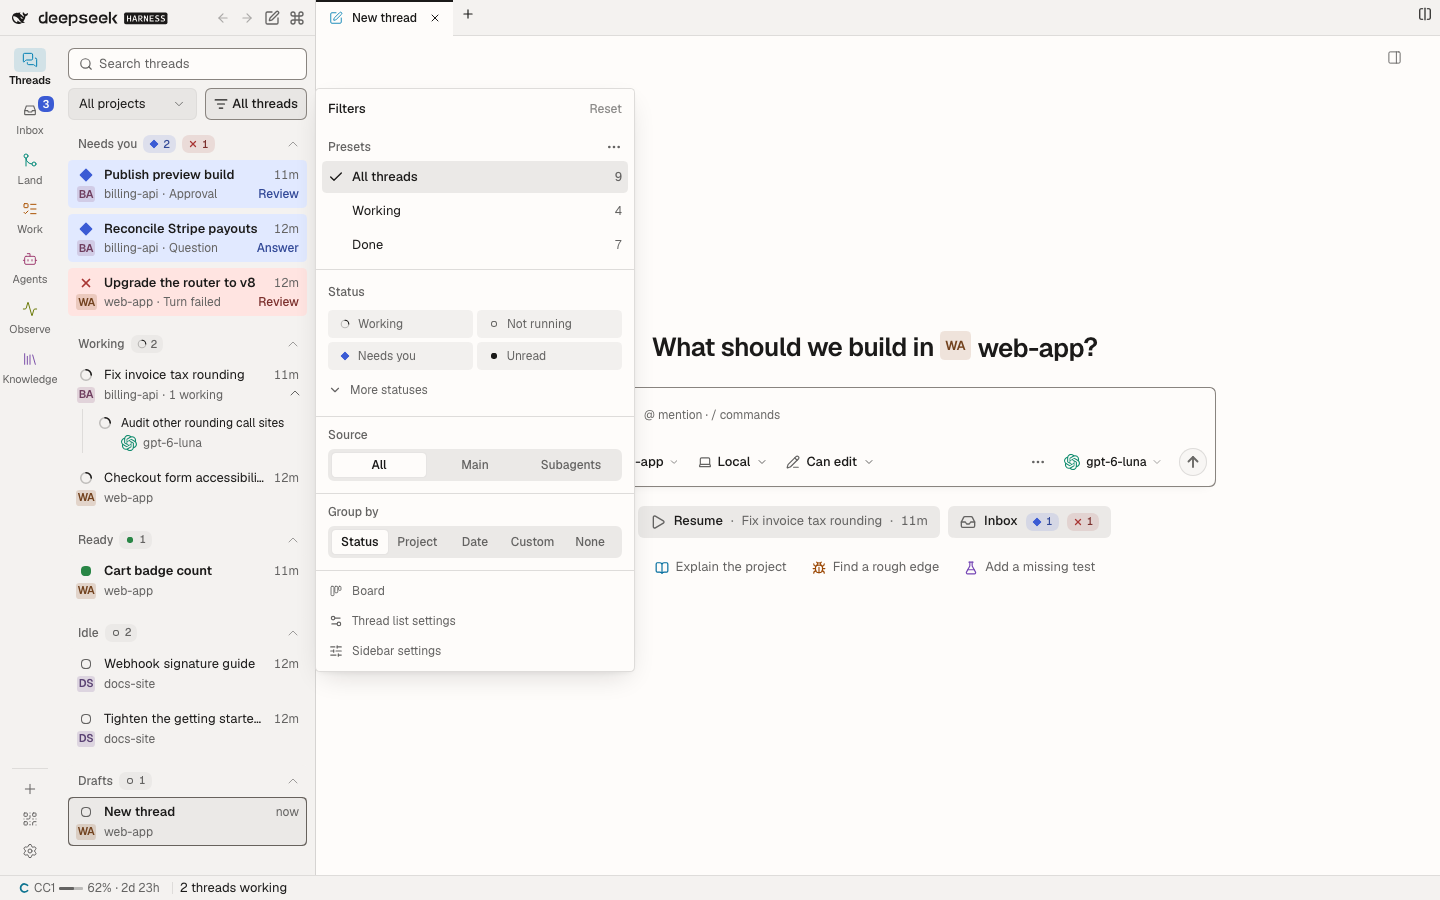 deepseek HARNESS
New thread
Threads
3
Inbox
Land
Work
Agents
Observe
Knowledge
Search threads
All projects
All threads
Needs you 2 1
Publish preview build 11m
BA billing-api · Approval Review
Reconcile Stripe payouts 12m
BA billing-api · Question Answer
Upgrade the router to v8 12m
WA web-app · Turn failed Review
Working 2
Fix invoice tax rounding 11m
BA billing-api · 1 working
Audit other rounding call sites
gpt-6-luna
Checkout form accessibili... 12m
WA web-app
Ready 1
Cart badge count 11m
WA web-app
Idle 2
Webhook signature guide 12m
DS docs-site
Tighten the getting starte... 12m
DS docs-site
Drafts 1
New thread now
WA web-app
Filters Reset
Presets
All threads 9
Working 4
Done 7
Status
Working Not running
Needs you Unread
More statuses
Source
All Main Subagents
Group by
Status Project Date Custom None
Board
Thread list settings
Sidebar settings
What should we build in WA web-app?
@ mention · / commands
-app Local Can edit gpt-6-luna
Resume · Fix invoice tax rounding · 11m
Inbox 1 1
Explain the project Find a rough edge Add a missing test
C CC1 62% · 2d 23h 2 threads working